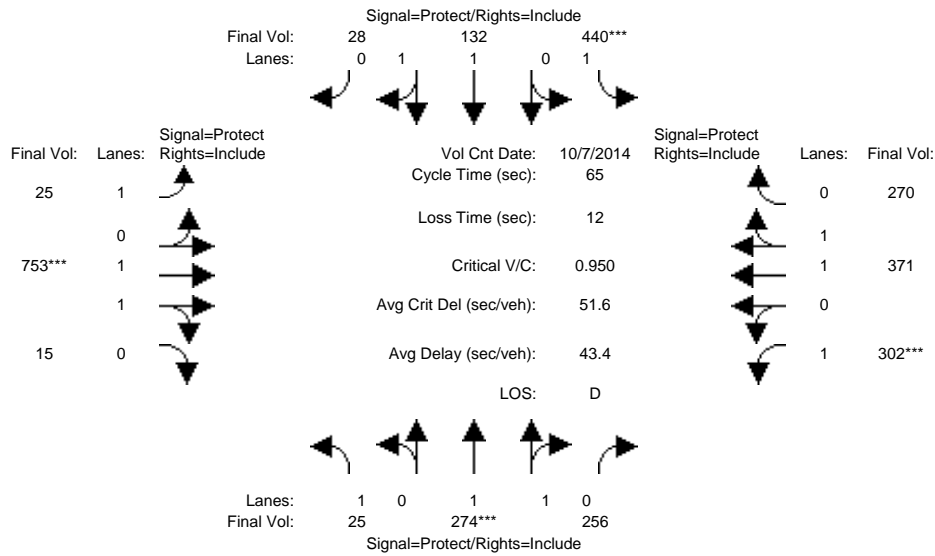 Signal=Protect/Rights=Include
Final Vol: 28 132 440***
Lanes: 0 1 1 0 1
Signal=Protect Signal=Protect
Final Vol: Lanes: Rights=Include Vol Cnt Date: 10/7/2014 Rights=Include Lanes: Final Vol:
Cycle Time (sec): 65
25 1 0 270
Loss Time (sec): 12
0 1
753*** 1 Critical V/C: 0.950 1 371
1 Avg Crit Del (sec/veh): 51.6 0
15 0 Avg Delay (sec/veh): 43.4 1 302***
LOS: D
Lanes: 1 0 1 1 0
Final Vol: 25 274*** 256
Signal=Protect/Rights=Include